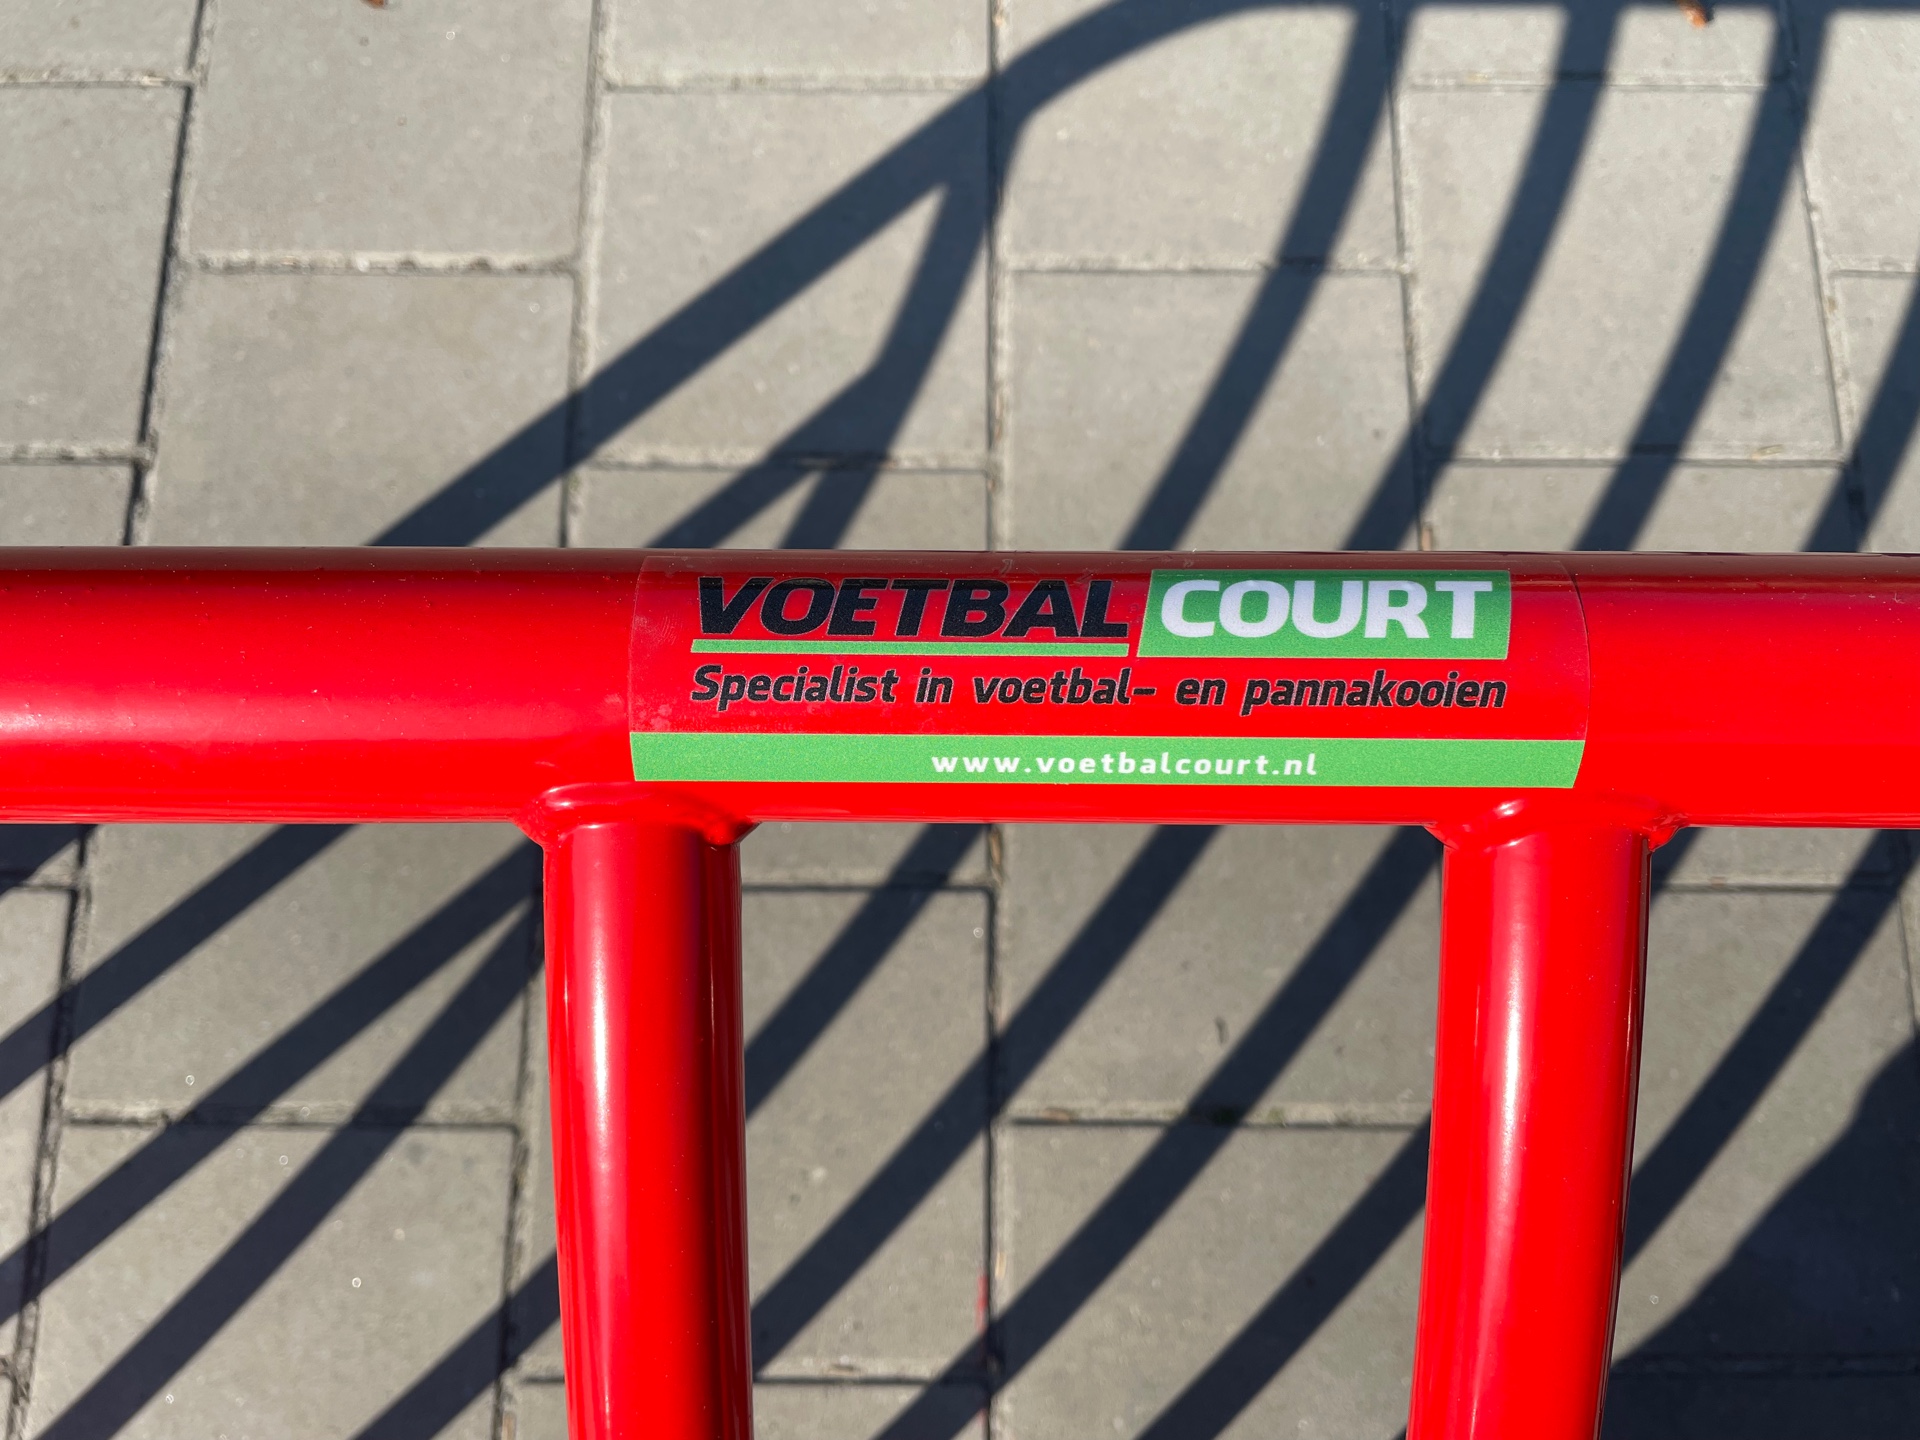 VOETBAL COURT
Specialist in voetbal- en pannakooien
www.voetbalcourt.nl